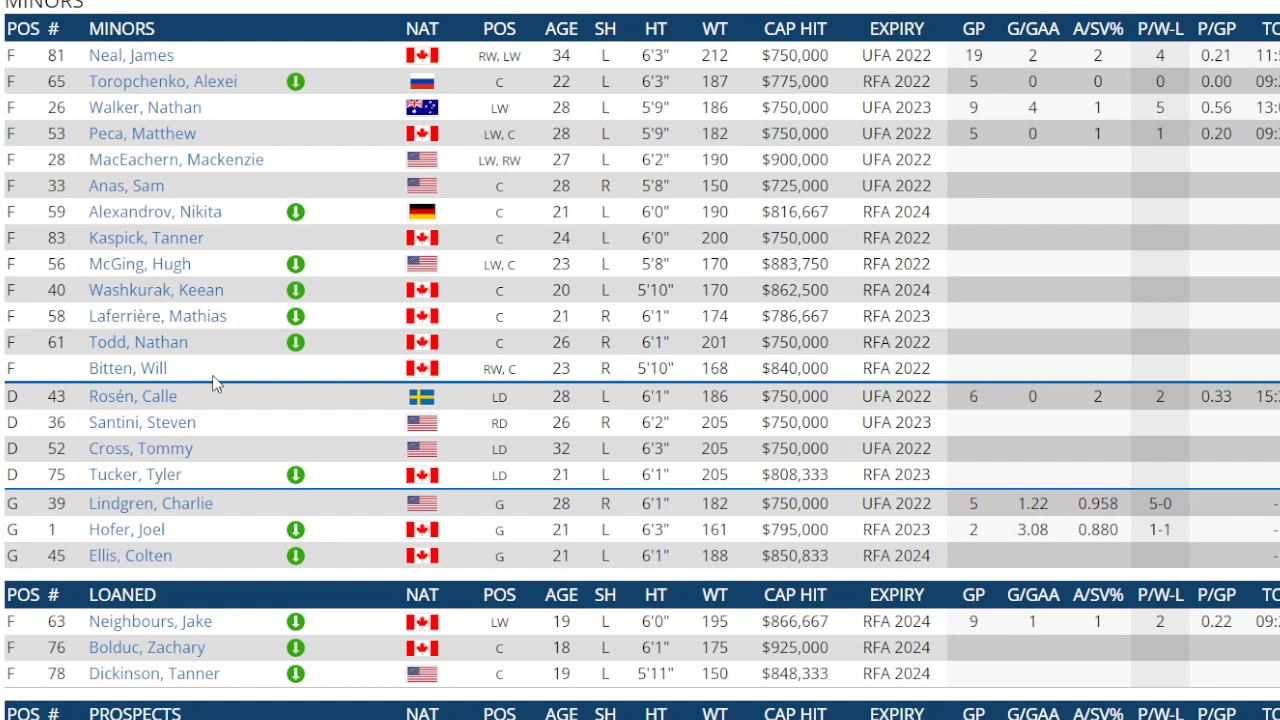 MINORS
POS # MINORS NAT POS AGE SH HT WT CAP HIT EXPIRY GP G/GAA A/SV% P/W-L P/GP
F 81 Neal, James RW, LW 34 L 6'3" 212 $750,000 UFA 2022 19 2 2 4 0.21
F 65 Toropchenko, Alexei C 22 L 6'3" 187 $775,000 RFA 2022 5 0 0 0 0.00
F 26 Walker, Nathan LW 28 L 5'9" 186 $750,000 UFA 2023 9 4 1 5 0.56
F 53 Peca, Matthew LW, C 28 L 5'9" 182 $750,000 UFA 2022 5 0 1 1 0.20
F 28 MacEachern, Mackenzie LW, RW 27 L 6'2" 190 $900,000 UFA 2022
F 33 Anas, Sam C 28 R 5'8" 150 $725,000 UFA 2022
F 59 Alexandrov, Nikita C 21 L 6'0" 190 $816,667 RFA 2024
F 83 Kaspick, Tanner C 24 L 6'0" 200 $750,000 RFA 2022
F 56 McGing, Hugh LW, C 23 L 5'8" 170 $883,750 RFA 2022
F 40 Washkurak, Keean C 20 L 5'10" 170 $862,500 RFA 2024
F 58 Laferrière, Mathias C 21 R 6'1" 174 $786,667 RFA 2023
F 61 Todd, Nathan C 26 R 6'1" 201 $750,000 RFA 2022
F Bitten, Will RW, C 23 R 5'10" 168 $840,000 RFA 2022
D 43 Rosén, Calle LD 28 L 6'1" 186 $750,000 UFA 2022 6 0 2 2 0.33
D 36 Santini, Steven RD 26 R 6'2" 205 $750,000 UFA 2023
D 52 Cross, Tommy LD 32 L 6'3" 205 $750,000 UFA 2022
D 75 Tucker, Tyler LD 21 L 6'1" 205 $808,333 RFA 2023
G 39 Lindgren, Charlie G 28 R 6'1" 182 $750,000 UFA 2022 5 1.22 0.958 5-0 -
G 1 Hofer, Joel G 21 L 6'3" 161 $795,000 RFA 2023 2 3.08 0.880 1-1 -
G 45 Ellis, Colten G 21 L 6'1" 188 $850,833 RFA 2024 -
POS # LOANED NAT POS AGE SH HT WT CAP HIT EXPIRY GP G/GAA A/SV% P/W-L P/GP
F 63 Neighbours, Jake LW 19 L 6'0" 195 $866,667 RFA 2024 9 1 1 2 0.22
F 76 Bolduc, Zachary C 18 L 6'1" 175 $925,000 RFA 2024
F 78 Dickinson, Tanner C 19 L 5'11" 174 $848,333 RFA 2024
POS # PROSPECTS NAT POS AGE SH HT WT CAP HIT EXPIRY GP G/GAA A/SV% P/W-L P/GP